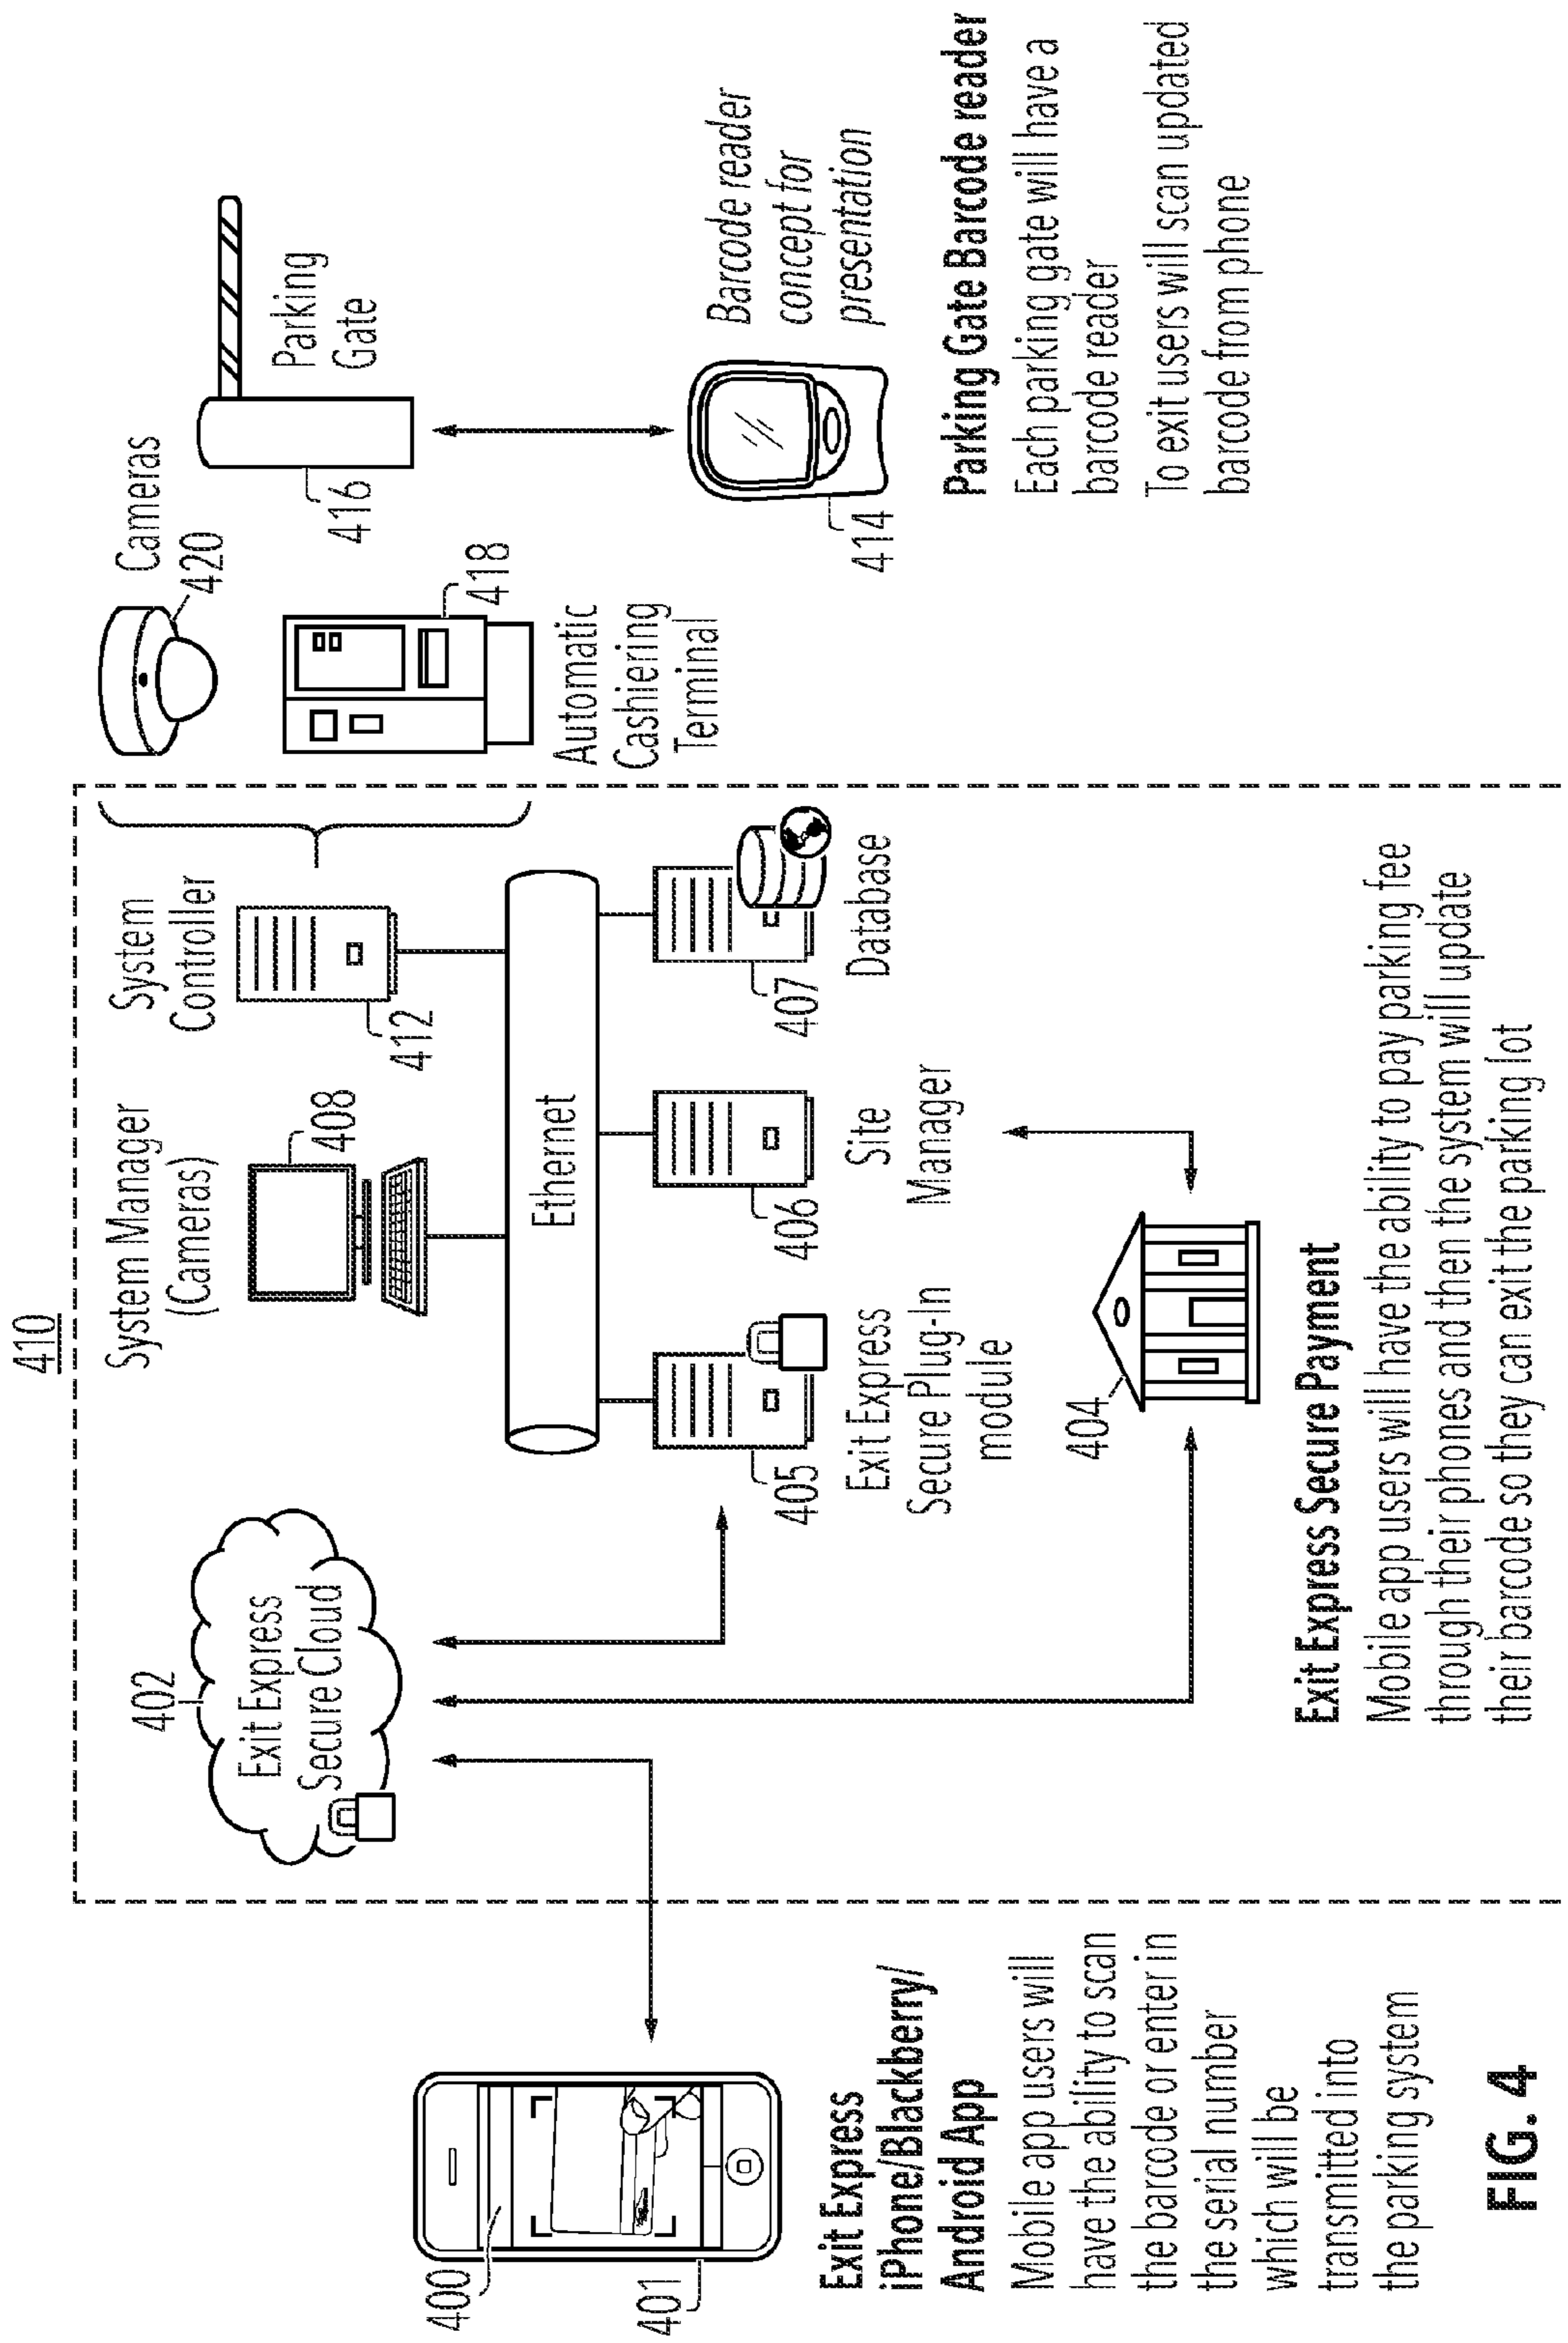 410
402
Exit Express
Secure Cloud
System Manager
(Cameras)
408
System
Controller
412
Cameras
420
416
Parking
Gate
418
Automatic
Cashiering
Terminal
Ethernet
405
Exit Express
Secure Plug-In
module
406
Site
Manager
407
Database
414
Barcode reader
concept for
presentation
Parking Gate Barcode reader
Each parking gate will have a
barcode reader
To exit users will scan updated
barcode from phone
404
Exit Express Secure Payment
Mobile app users will have the ability to pay parking fee
through their phones and then the system will update
their barcode so they can exit the parking lot
400
401
Exit Express
iPhone/Blackberry/
Android App
Mobile app users will
have the ability to scan
the barcode or enter in
the serial number
which will be
transmitted into
the parking system
FIG. 4